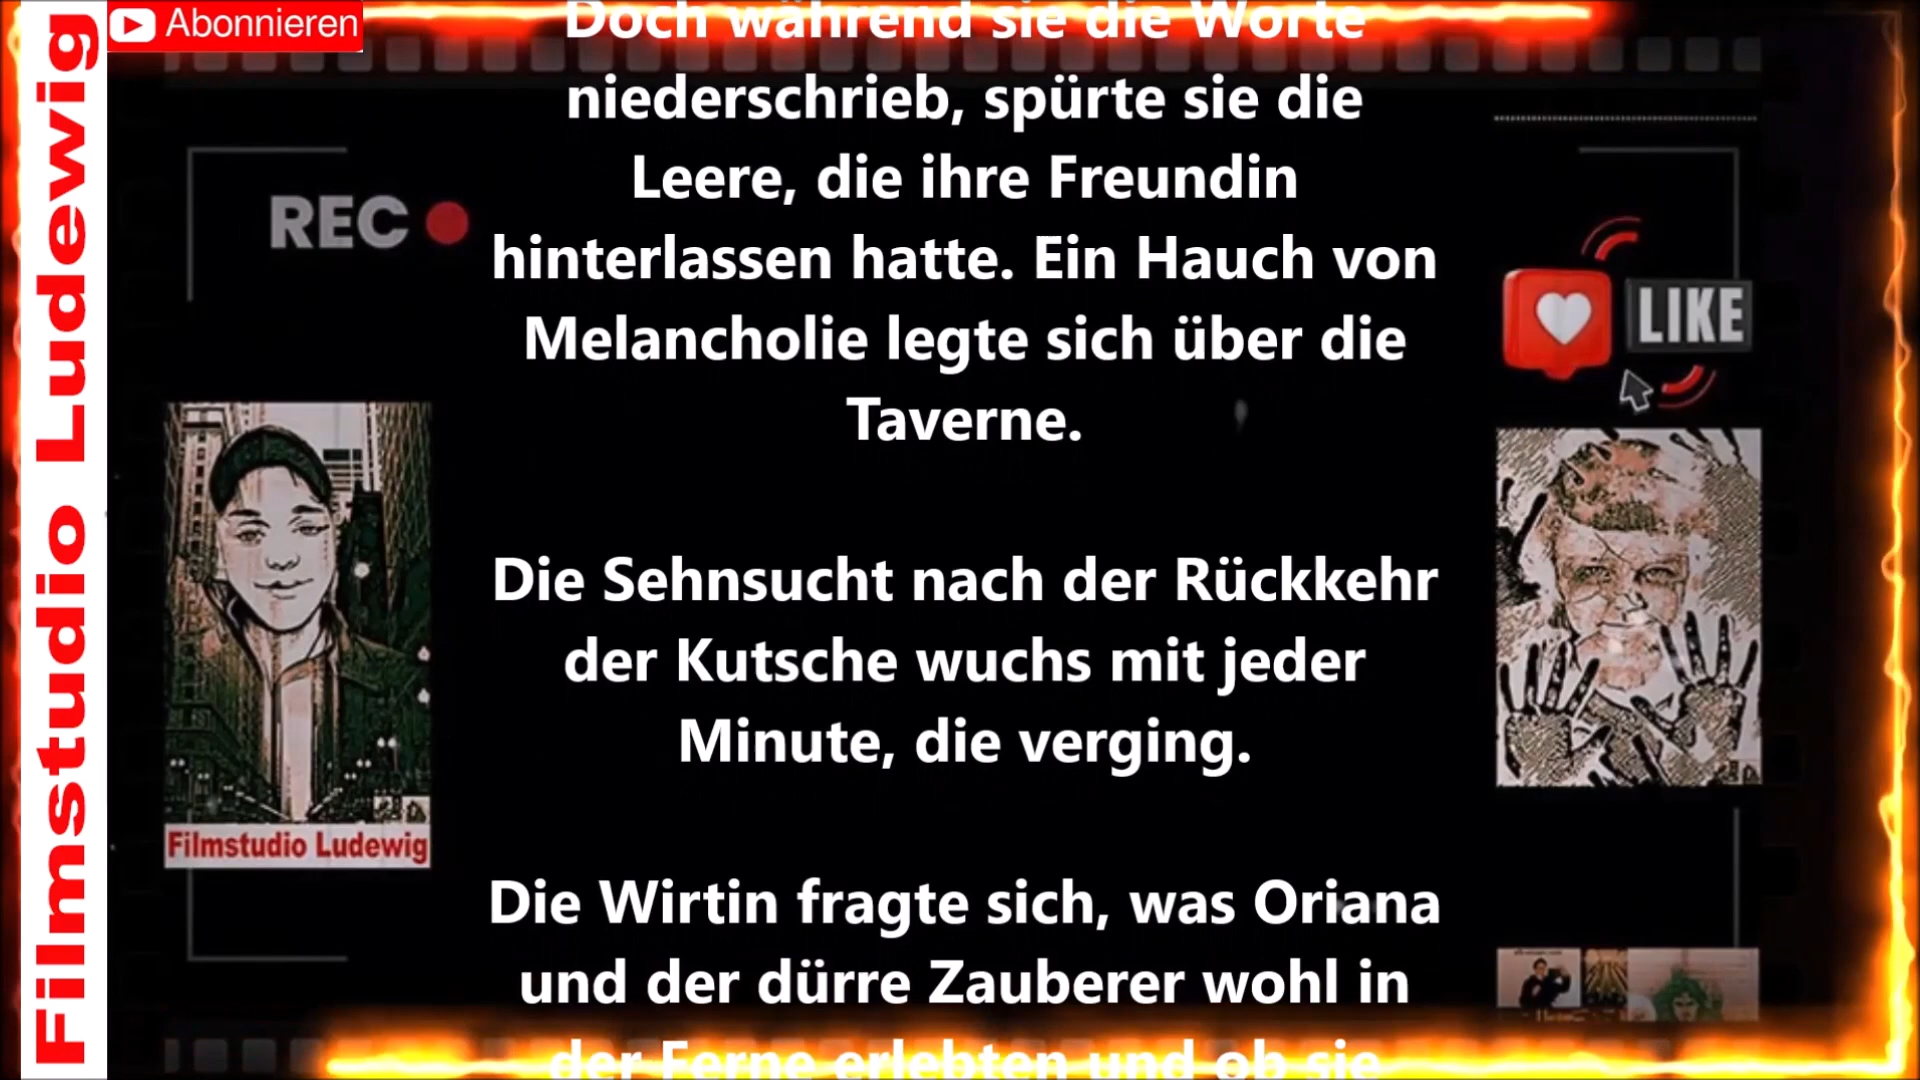 Abonnieren
Filmstudio Ludewig
REC
Doch während sie die Worte
niederschrieb, spürte sie die
Leere, die ihre Freundin
hinterlassen hatte. Ein Hauch von
Melancholie legte sich über die
Taverne.
Die Sehnsucht nach der Rückkehr
der Kutsche wuchs mit jeder
Minute, die verging.
Die Wirtin fragte sich, was Oriana
und der dürre Zauberer wohl in
der Ferne erlebten und ob sie
LIKE
Filmstudio Ludewig